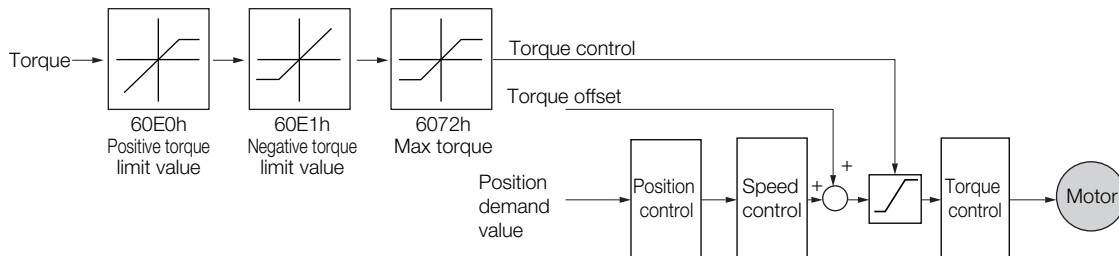 Torque
60E0h
Positive torque
limit value
60E1h
Negative torque
limit value
6072h
Max torque
Torque control
Torque offset
Position
demand
value
Position
control
Speed
control
+
+
Torque
control
Motor